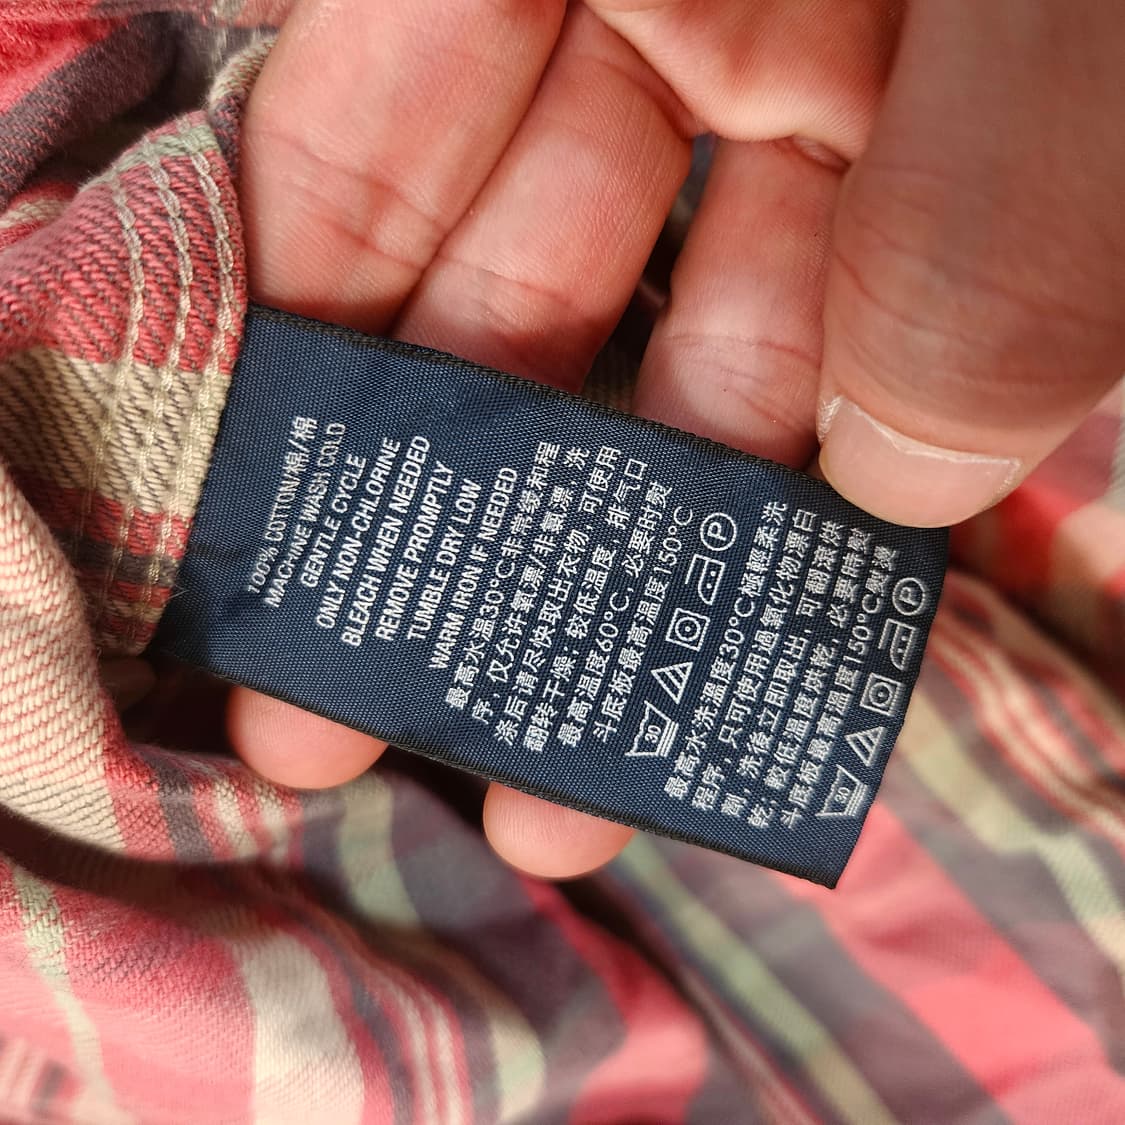 100% COTTON/棉/棉
MACHINE WASH COLD
GENTLE CYCLE
ONLY NON-CHLORINE
BLEACH WHEN NEEDED
REMOVE PROMPTLY
TUMBLE DRY LOW
WARM IRON IF NEEDED
最高水温30°C非常缓和程
序，仅允许氧漂/非氯漂，洗
涤后请尽快取出衣物，可使用
翻转干燥；较低温度，排气口
最高温度60°C，必要时熨
斗底板最高温度150°C
30 P
最高水洗溫度30°C極輕柔洗
程序，只可使用過氧化物漂白
劑，洗後立即取出，可翻滾烘
乾，較低溫度烘乾，必要時熨
斗底板最高溫度150°C熨燙
30 P